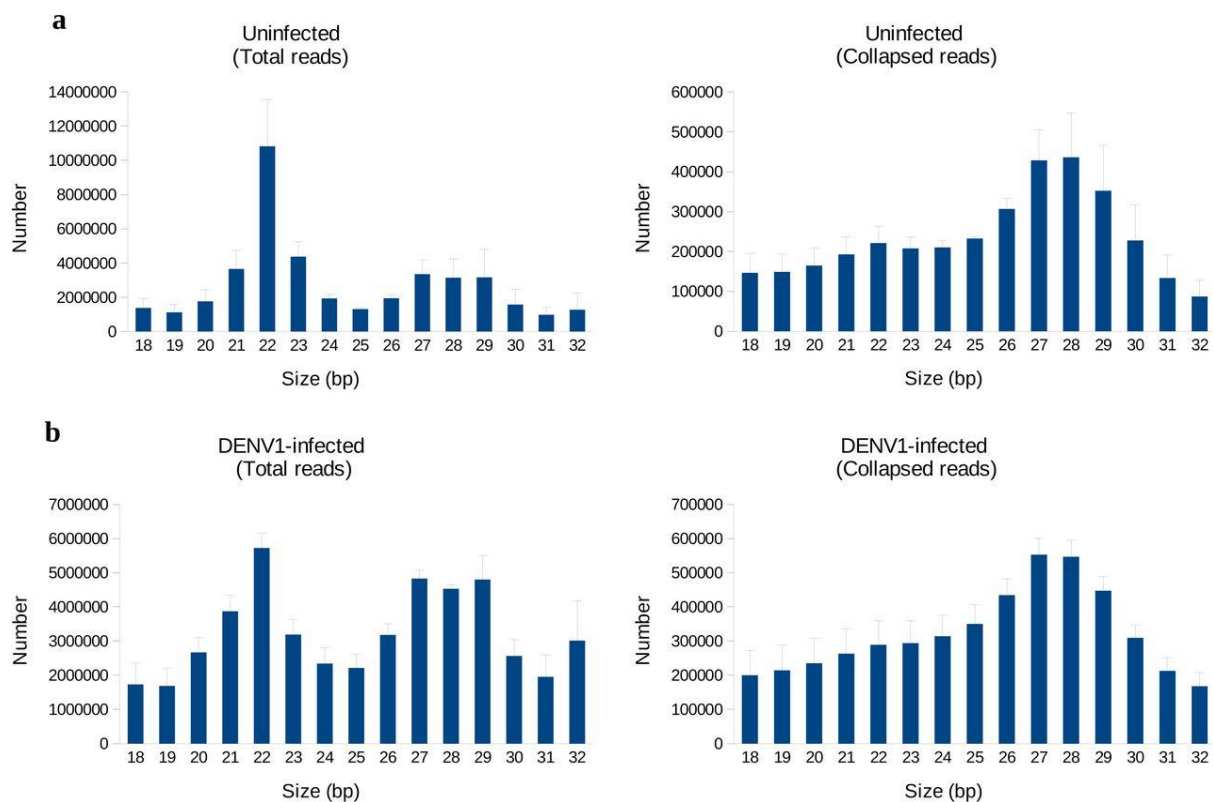 a
Uninfected
(Total reads)
Number
14000000
12000000
10000000
8000000
6000000
4000000
2000000
0
18 19 20 21 22 23 24 25 26 27 28 29 30 31 32
Size (bp)
Uninfected
(Collapsed reads)
Number
600000
500000
400000
300000
200000
100000
0
18 19 20 21 22 23 24 25 26 27 28 29 30 31 32
Size (bp)
b
DENV1-infected
(Total reads)
Number
7000000
6000000
5000000
4000000
3000000
2000000
1000000
0
18 19 20 21 22 23 24 25 26 27 28 29 30 31 32
Size (bp)
DENV1-infected
(Collapsed reads)
Number
700000
600000
500000
400000
300000
200000
100000
0
18 19 20 21 22 23 24 25 26 27 28 29 30 31 32
Size (bp)